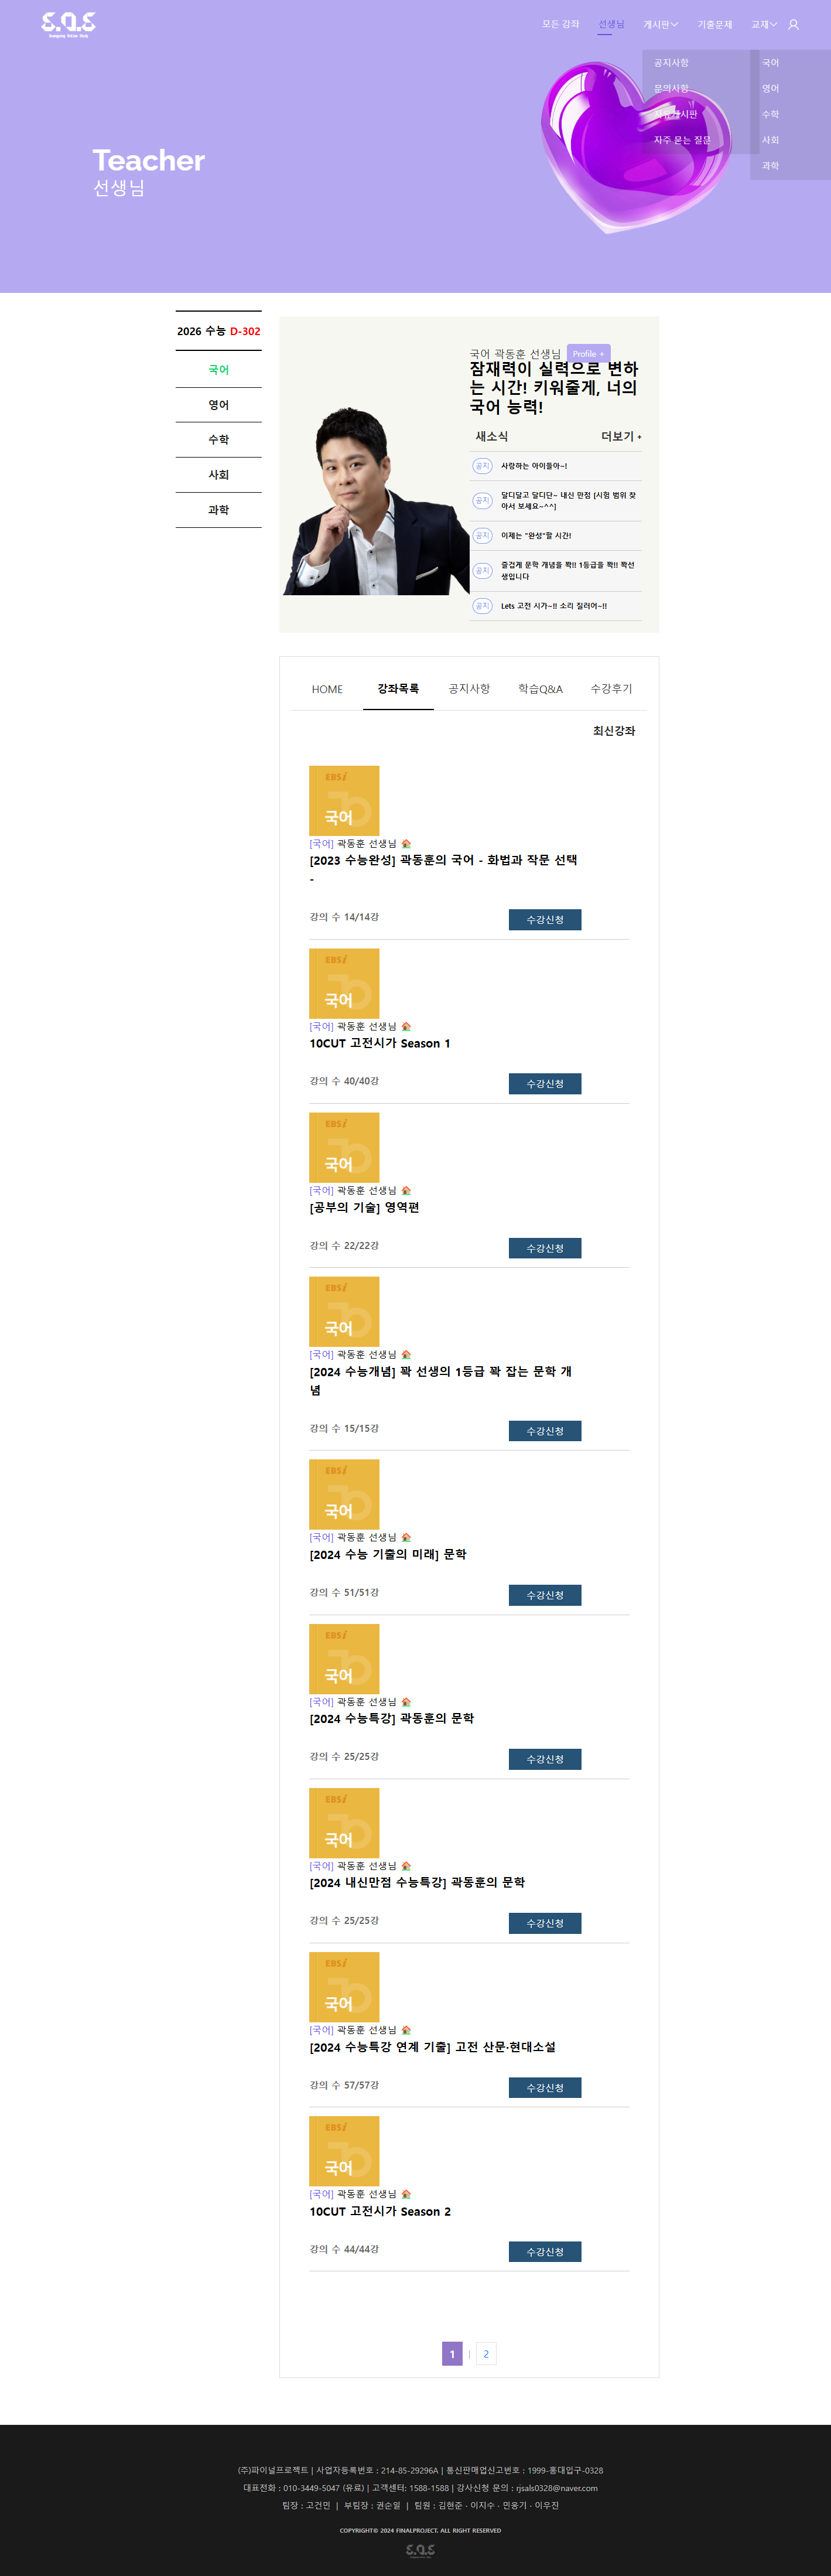 S.O.S
모든 강좌
선생님
게시판
기출문제
교재
공지사항
국어
문의사항
영어
자유게시판
수학
자주 묻는 질문
사회
과학
Teacher
선생님
2026 수능 D-302
국어
영어
수학
사회
과학
국어 곽동훈 선생님 Profile +
잠재력이 실력으로 변하
는 시간! 키워줄게, 너의
국어 능력!
새소식 더보기 +
공지 사랑하는 아이들아~!
공지 달디달고 달디단~ 내신 만점 [시험 범위 찾
아서 보세요~^^]
공지 이제는 "완성"할 시간!
공지 즐겁게 문학 개념을 꽉!! 1등급을 꽉!! 꽉선
생입니다
공지 Lets 고전 시가~!! 소리 질러어~!!
HOME 강좌목록 공지사항 학습Q&A 수강후기
최신강좌
EBSi
국어
[국어] 곽동훈 선생님
[2023 수능완성] 곽동훈의 국어 - 화법과 작문 선택
-
강의 수 14/14강 수강신청
EBSi
국어
[국어] 곽동훈 선생님
10CUT 고전시가 Season 1
강의 수 40/40강 수강신청
EBSi
국어
[국어] 곽동훈 선생님
[공부의 기술] 영역편
강의 수 22/22강 수강신청
EBSi
국어
[국어] 곽동훈 선생님
[2024 수능개념] 꽉 선생의 1등급 꽉 잡는 문학 개
념
강의 수 15/15강 수강신청
EBSi
국어
[국어] 곽동훈 선생님
[2024 수능 기출의 미래] 문학
강의 수 51/51강 수강신청
EBSi
국어
[국어] 곽동훈 선생님
[2024 수능특강] 곽동훈의 문학
강의 수 25/25강 수강신청
EBSi
국어
[국어] 곽동훈 선생님
[2024 내신만점 수능특강] 곽동훈의 문학
강의 수 25/25강 수강신청
EBSi
국어
[국어] 곽동훈 선생님
[2024 수능특강 연계 기출] 고전 산문·현대소설
강의 수 57/57강 수강신청
EBSi
국어
[국어] 곽동훈 선생님
10CUT 고전시가 Season 2
강의 수 44/44강 수강신청
1 | 2
(주)파이널프로젝트 | 사업자등록번호 : 214-85-29296A | 통신판매업신고번호 : 1999-홍대입구-0328
대표전화 : 010-3449-5047 (유료) | 고객센터: 1588-1588 | 강사신청 문의 : rjsals0328@naver.com
팀장 : 고건민 | 부팀장 : 권순일 | 팀원 : 김현준 · 이지수 · 민웅기 · 이우진
COPYRIGHT© 2024 FINALPROJECT. ALL RIGHT RESERVED
S.O.S